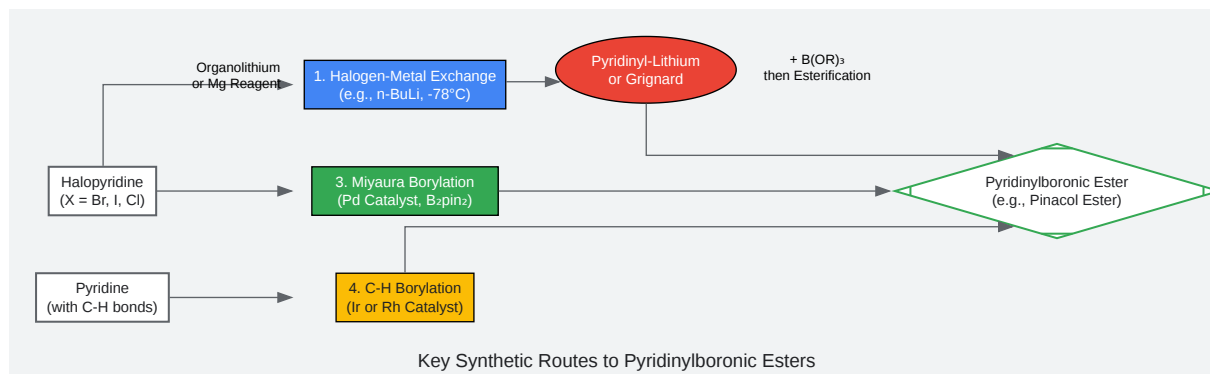 Organolithium
or Mg Reagent
1. Halogen-Metal Exchange
(e.g., n-BuLi, -78°C)
Pyridinyl-Lithium
or Grignard
+ B(OR)₃
then Esterification
Halopyridine
(X = Br, I, Cl)
3. Miyaura Borylation
(Pd Catalyst, B₂pin₂)
Pyridinylboronic Ester
(e.g., Pinacol Ester)
Pyridine
(with C-H bonds)
4. C-H Borylation
(Ir or Rh Catalyst)
Key Synthetic Routes to Pyridinylboronic Esters